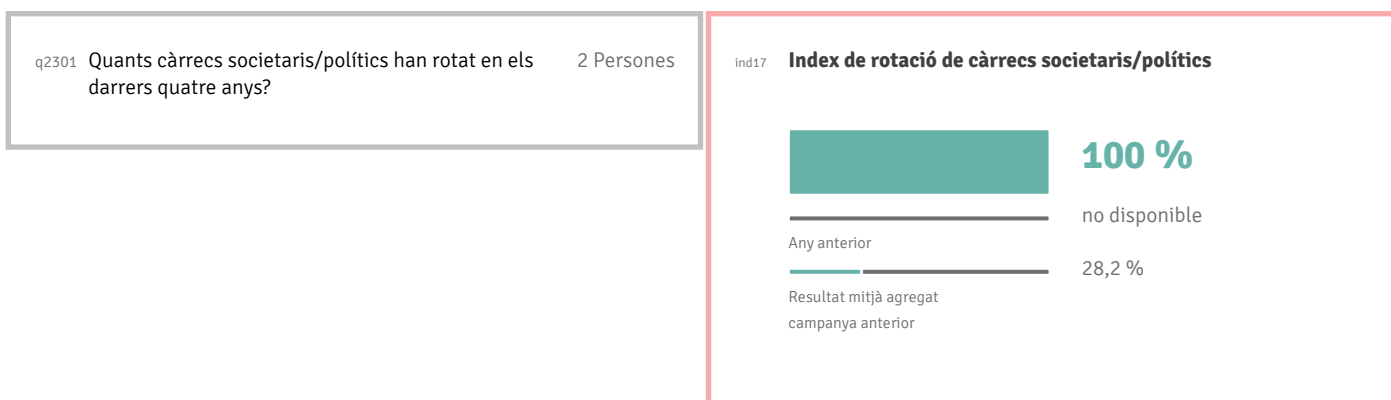 q2301 Quants càrrecs societaris/polítics han rotat en els 2 Persones
darrers quatre anys?
ind17 Index de rotació de càrrecs societaris/polítics
100 %
no disponible
Any anterior
28,2 %
Resultat mitjà agregat
campanya anterior